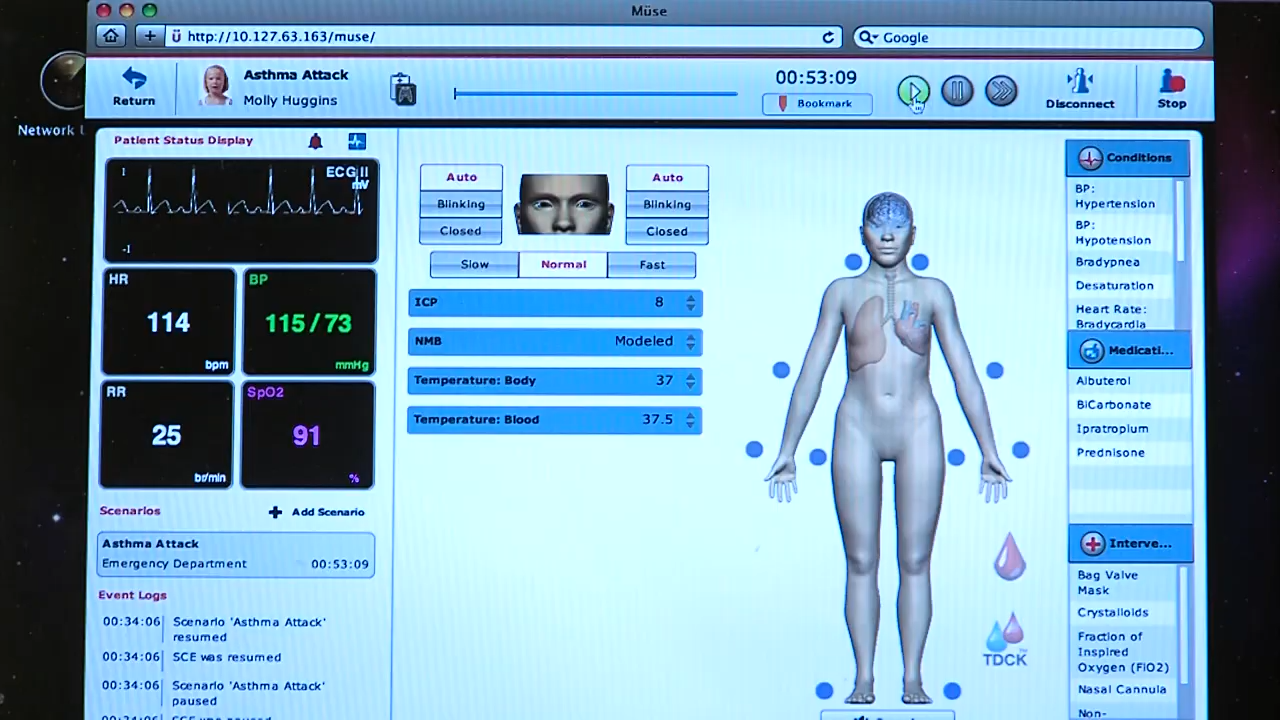 Müse
http://10.127.63.163/muse/
Google
Return
Asthma Attack
Molly Huggins
00:53:09
Bookmark
Disconnect
Stop
Network
Patient Status Display
ECG II
mV
1
-1
HR
114
bpm
BP
115/73
mmHg
RR
25
br/min
SpO2
91
%
Scenarios
Add Scenario
Asthma Attack
Emergency Department 00:53:09
Event Logs
00:34:06 Scenario 'Asthma Attack'
resumed
00:34:06 SCE was resumed
00:34:06 Scenario 'Asthma Attack'
paused
Auto
Blinking
Closed
Auto
Blinking
Closed
Slow Normal Fast
ICP 8
NMB Modeled
Temperature: Body 37
Temperature: Blood 37.5
TDCK
Conditions
BP:
Hypertension
BP:
Hypotension
Bradypnea
Desaturation
Heart Rate:
Bradycardia
Medicati...
Albuterol
BiCarbonate
Ipratropium
Prednisone
Interve...
Bag Valve
Mask
Crystalloids
Fraction of
Inspired
Oxygen (FiO2)
Nasal Cannula
Non-